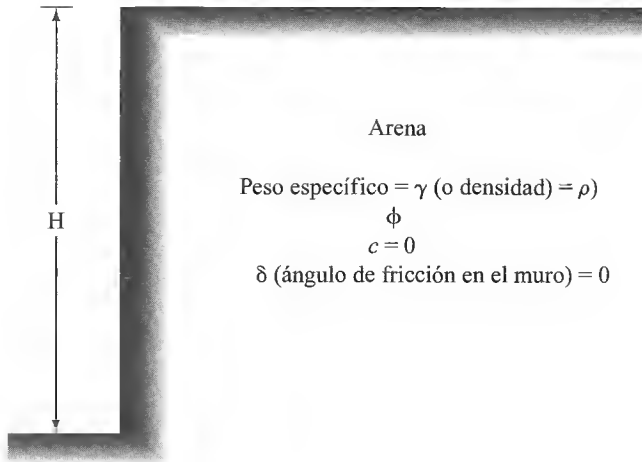 H
Arena
Peso específico = γ (o densidad) = ρ)
ϕ
c = 0
δ (ángulo de fricción en el muro) = 0